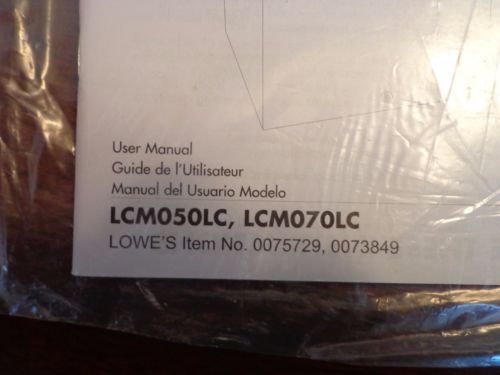 User Manual
Guide de l'Utilisateur
Manual del Usuario Modelo
LCM050LC, LCM070LC
LOWE'S Item No. 0075729, 0073849